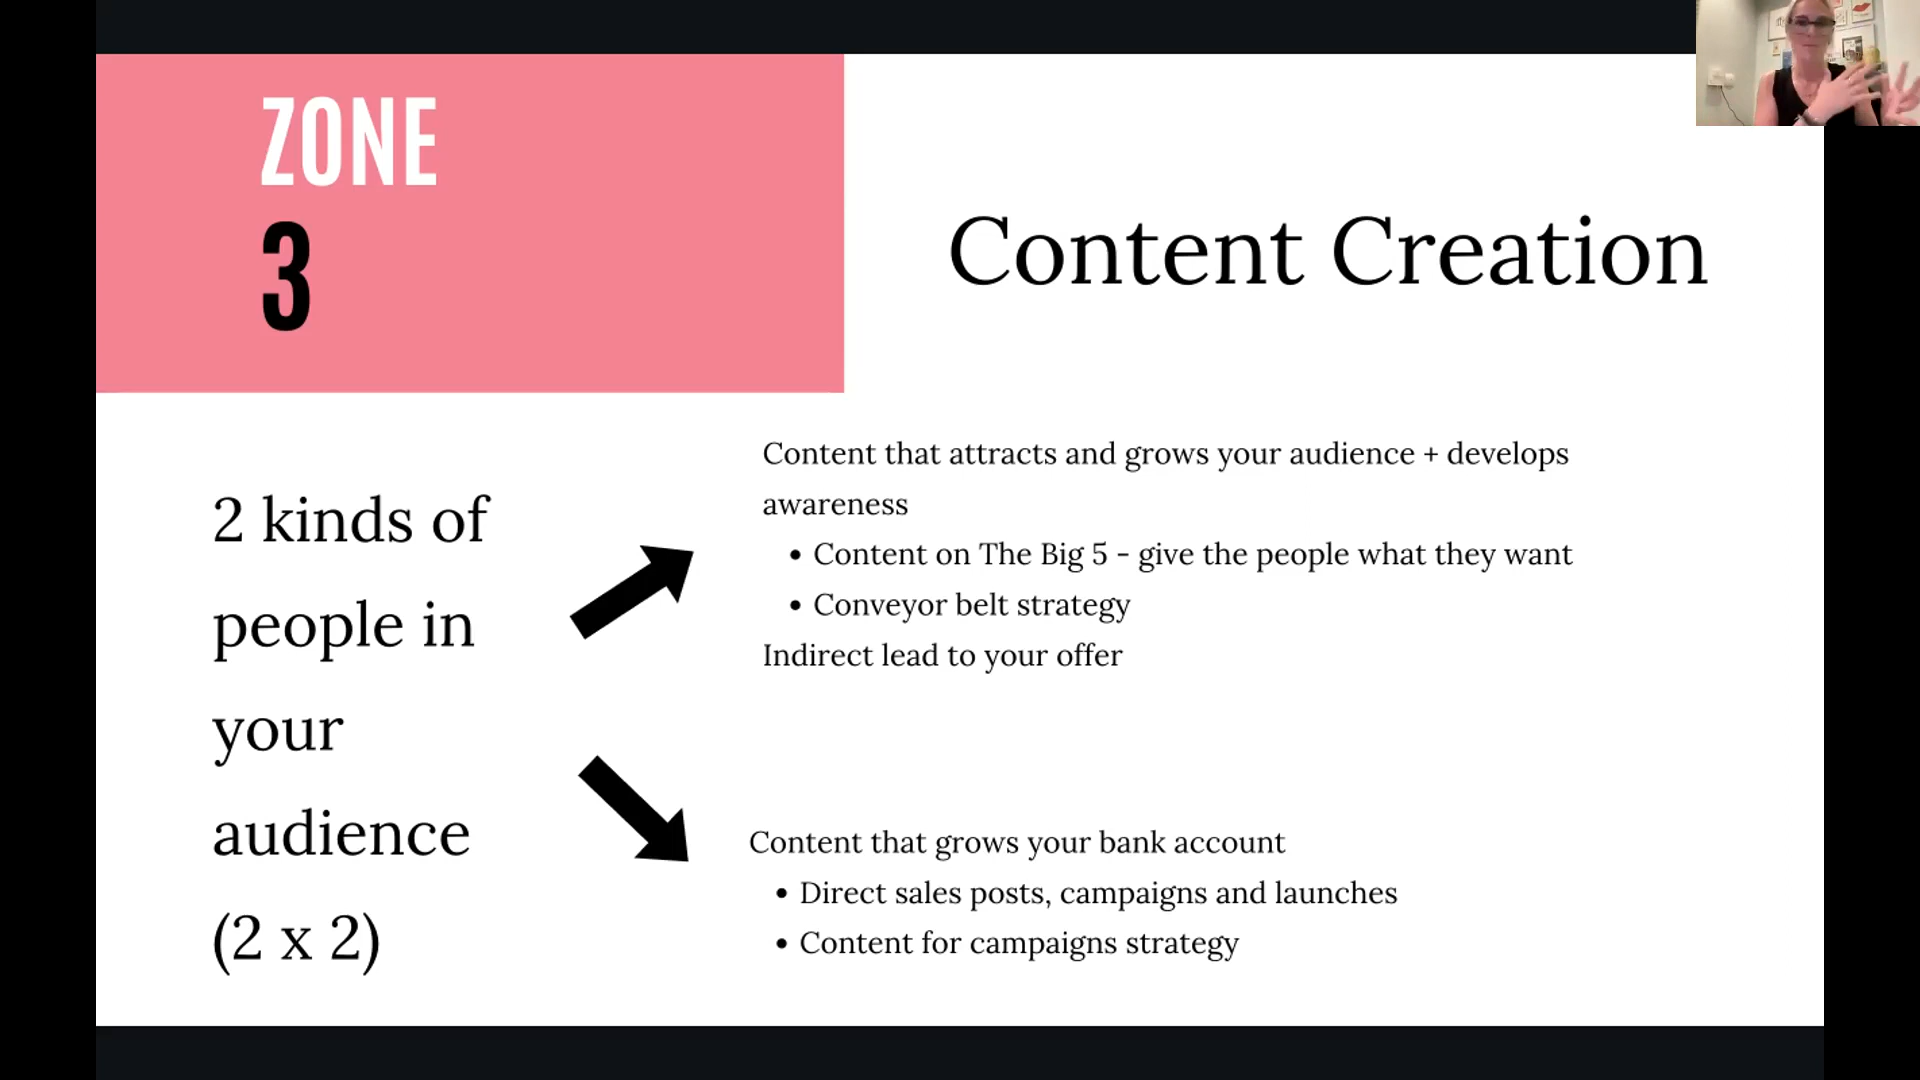 ZONE
3
Content Creation
2 kinds of
people in
your
audience
(2 x 2)
Content that attracts and grows your audience + develops
awareness
• Content on The Big 5 - give the people what they want
• Conveyor belt strategy
Indirect lead to your offer
Content that grows your bank account
• Direct sales posts, campaigns and launches
• Content for campaigns strategy